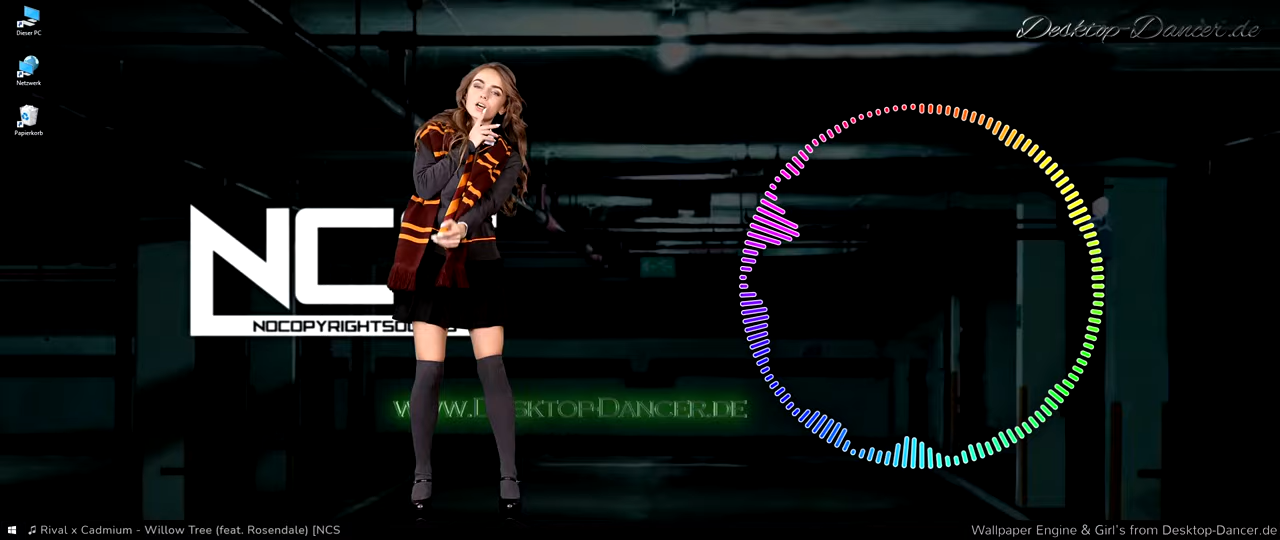 Dieser PC
Desktop-Dancer.de
Netzwerk
Papierkorb
NC
NOCOPYRIGHTSO
www.Desktop-Dancer.de
♫ Rival x Cadmium - Willow Tree (feat. Rosendale) [NCS
Wallpaper Engine & Girl's from Desktop-Dancer.de